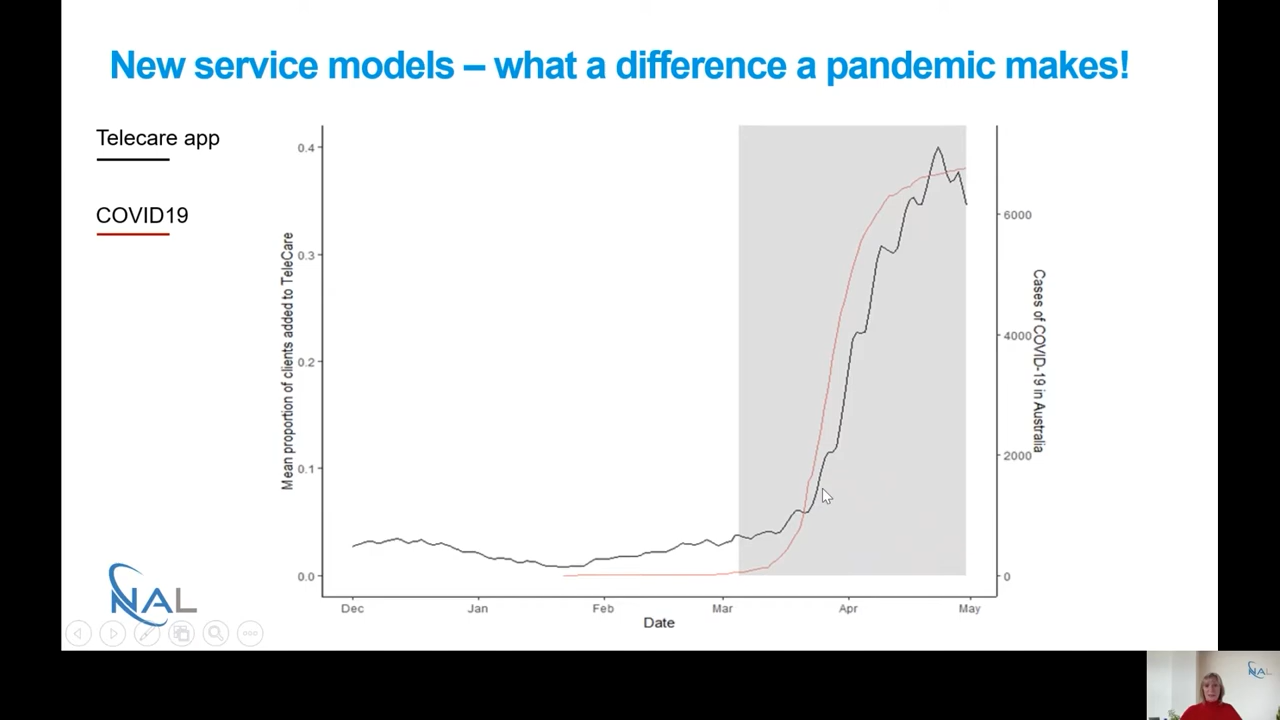 New service models – what a difference a pandemic makes!
Telecare app
COVID19
Mean proportion of clients added to TeleCare
0.4
0.3
0.2
0.1
0.0
6000
4000
2000
0
Cases of COVID-19 in Australia
Dec Jan Feb Mar Apr May
Date
NAL
NAL